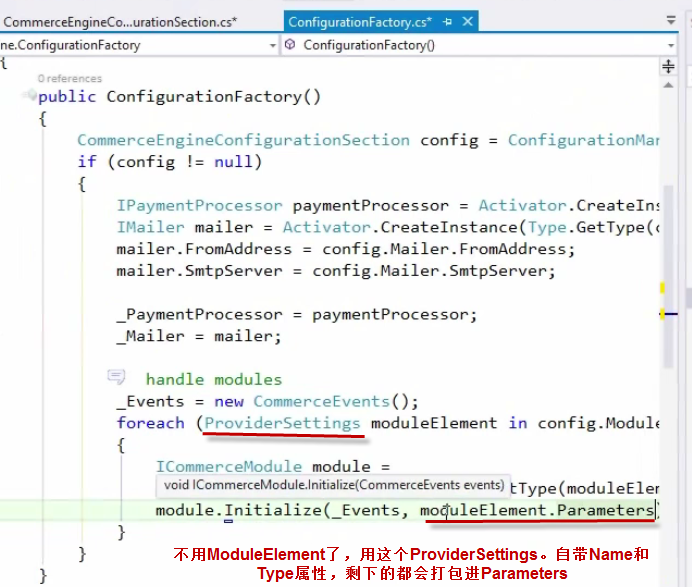 CommerceEngineCo...urationSection.cs*
ConfigurationFactory.cs*
ne.ConfigurationFactory
ConfigurationFactory()
{
0 references
public ConfigurationFactory()
{
CommerceEngineConfigurationSection config = ConfigurationMan
if (config != null)
{
IPaymentProcessor paymentProcessor = Activator.CreateIns
IMailer mailer = Activator.CreateInstance(Type.GetType(c
mailer.FromAddress = config.Mailer.FromAddress;
mailer.SmtpServer = config.Mailer.SmtpServer;
_PaymentProcessor = paymentProcessor;
_Mailer = mailer;
handle modules
_Events = new CommerceEvents();
foreach (ProviderSettings moduleElement in config.Module
{
ICommerceModule module =
void ICommerceModule.Initialize(CommerceEvents events)
tType(moduleElem
module.Initialize(_Events, moduleElement.Parameters)
}
不用ModuleElement了，用这个ProviderSettings。自带Name和
}
Type属性，剩下的都会打包进Parameters
}